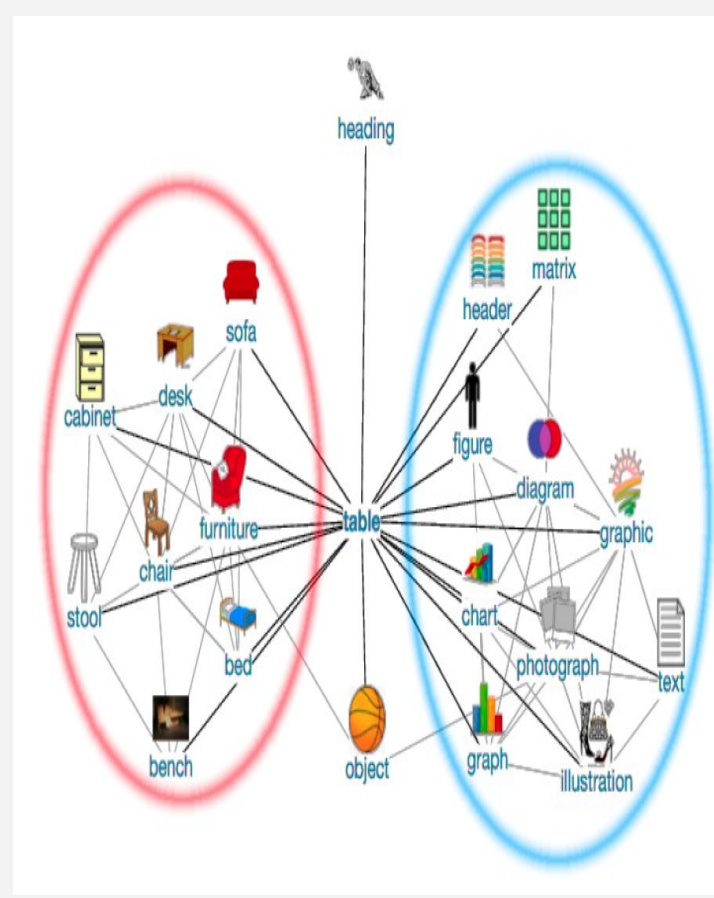 heading
matrix
header
sofa
desk
cabinet
figure
diagram
furniture
table
graphic
chair
stool
chart
bed
photograph
text
bench
object
graph
illustration